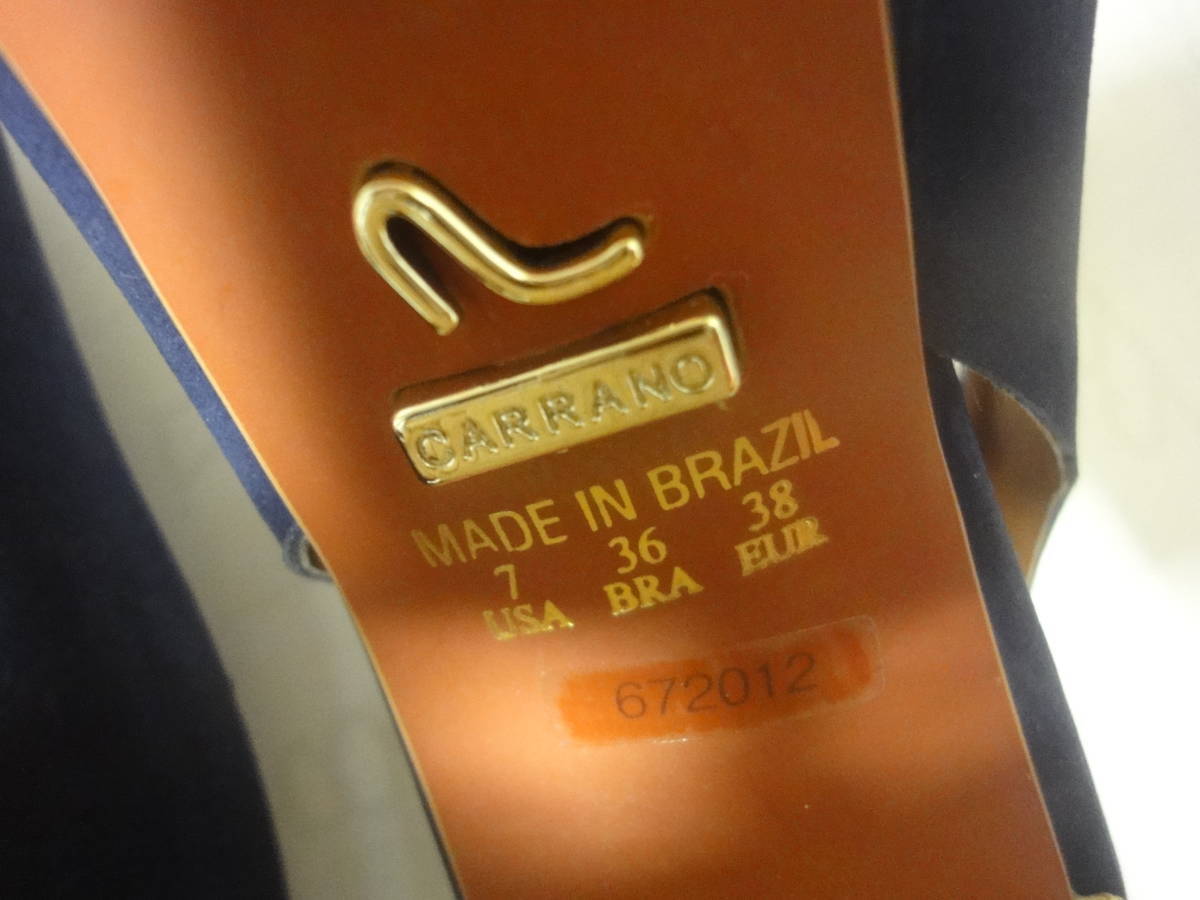 CARRANO
MADE IN BRAZIL
7 36 38
USA BRA EUR
672012